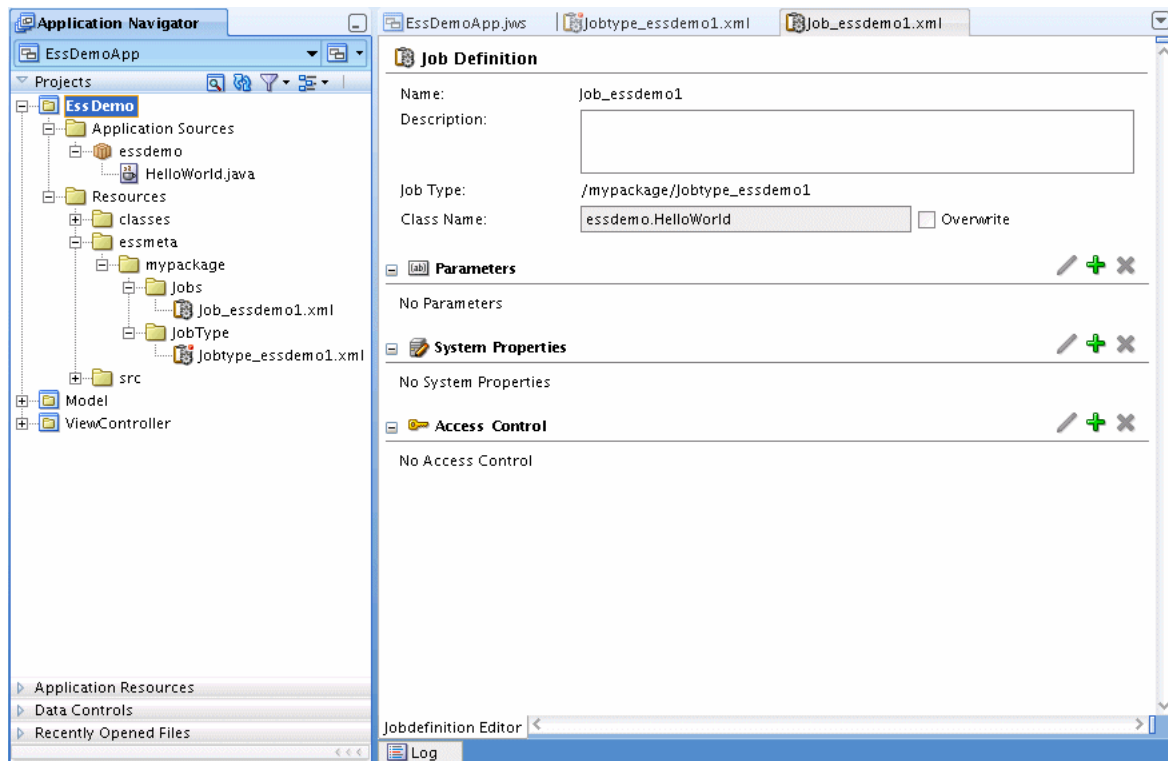 Application Navigator
EssDemoApp
Projects
Ess Demo
Application Sources
essdemo
HelloWorld.java
Resources
classes
essmeta
mypackage
Jobs
Job_essdemo1.xml
JobType
Jobtype_essdemo1.xml
src
Model
ViewController
Application Resources
Data Controls
Recently Opened Files
EssDemoApp.jws Jobtype_essdemo1.xml Job_essdemo1.xml
Job Definition
Name: Job_essdemo1
Description:
Job Type: /mypackage/Jobtype_essdemo1
Class Name: essdemo.HelloWorld Overwrite
Parameters
No Parameters
System Properties
No System Properties
Access Control
No Access Control
Jobdefinition Editor
Log